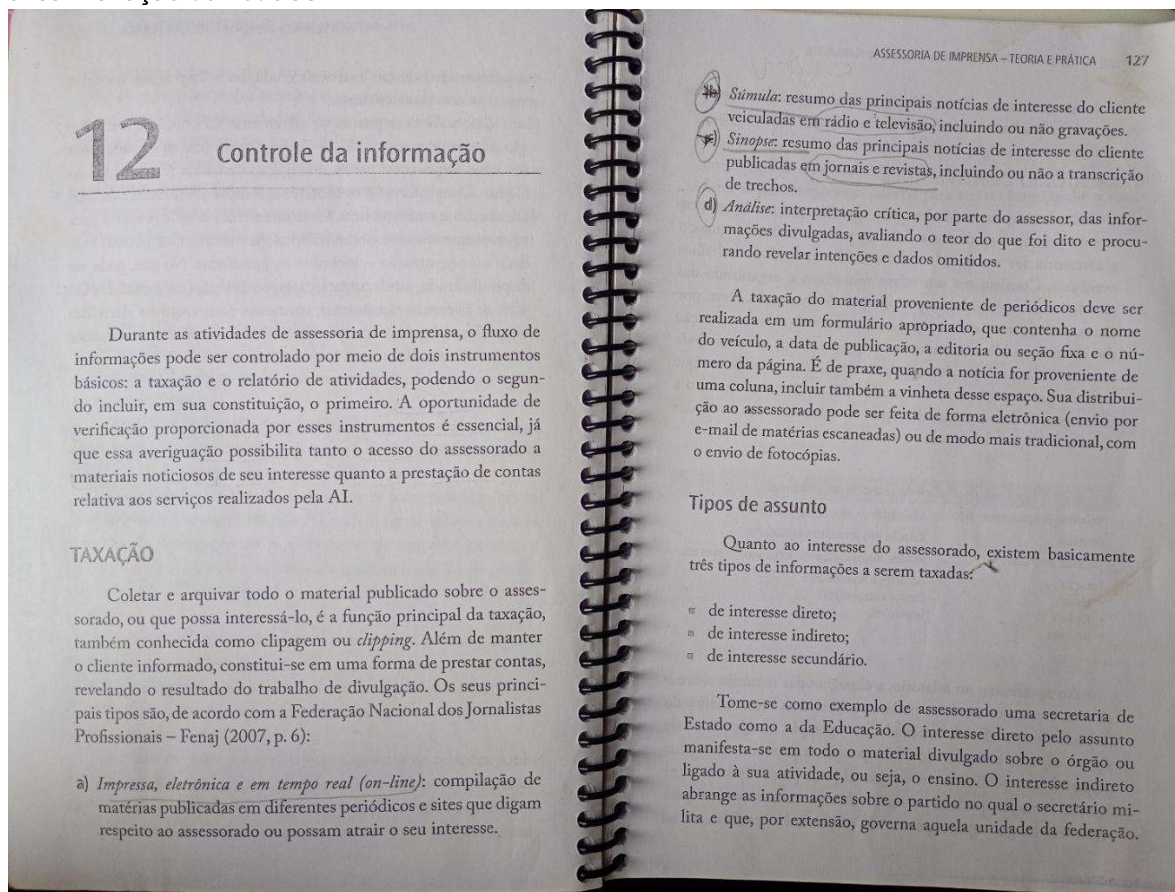 12
Controle da informação
Durante as atividades de assessoria de imprensa, o fluxo de
informações pode ser controlado por meio de dois instrumentos
básicos: a taxação e o relatório de atividades, podendo o segun-
do incluir, em sua constituição, o primeiro. A oportunidade de
verificação proporcionada por esses instrumentos é essencial, já
que essa averiguação possibilita tanto o acesso do assessorado a
materiais noticiosos de seu interesse quanto a prestação de contas
relativa aos serviços realizados pela AI.
TAXAÇÃO
Coletar e arquivar todo o material publicado sobre o asses-
sorado, ou que possa interessá-lo, é a função principal da taxação,
também conhecida como clipagem ou clipping. Além de manter
o cliente informado, constitui-se em uma forma de prestar contas,
revelando o resultado do trabalho de divulgação. Os seus princi-
pais tipos são, de acordo com a Federação Nacional dos Jornalistas
Profissionais – Fenaj (2007, p. 6):
a) Impressa, eletrônica e em tempo real (on-line): compilação de
matérias publicadas em diferentes periódicos e sites que digam
respeito ao assessorado ou possam atrair o seu interesse.
ASSESSORIA DE IMPRENSA – TEORIA E PRÁTICA 127
b) Súmula: resumo das principais notícias de interesse do cliente
veiculadas em rádio e televisão, incluindo ou não gravações.
c) Sinopse: resumo das principais notícias de interesse do cliente
publicadas em jornais e revistas, incluindo ou não a transcrição
de trechos.
d) Análise: interpretação crítica, por parte do assessor, das infor-
mações divulgadas, avaliando o teor do que foi dito e procu-
rando revelar intenções e dados omitidos.
A taxação do material proveniente de periódicos deve ser
realizada em um formulário apropriado, que contenha o nome
do veículo, a data de publicação, a editoria ou seção fixa e o nú-
mero da página. É de praxe, quando a notícia for proveniente de
uma coluna, incluir também a vinheta desse espaço. Sua distribui-
ção ao assessorado pode ser feita de forma eletrônica (envio por
e-mail de matérias escaneadas) ou de modo mais tradicional, com
o envio de fotocópias.
Tipos de assunto
Quanto ao interesse do assessorado, existem basicamente
três tipos de informações a serem taxadas:
de interesse direto;
de interesse indireto;
de interesse secundário.
Tome-se como exemplo de assessorado uma secretaria de
Estado como a da Educação. O interesse direto pelo assunto
manifesta-se em todo o material divulgado sobre o órgão ou
ligado à sua atividade, ou seja, o ensino. O interesse indireto
abrange as informações sobre o partido no qual o secretário mi-
lita e que, por extensão, governa aquela unidade da federação.